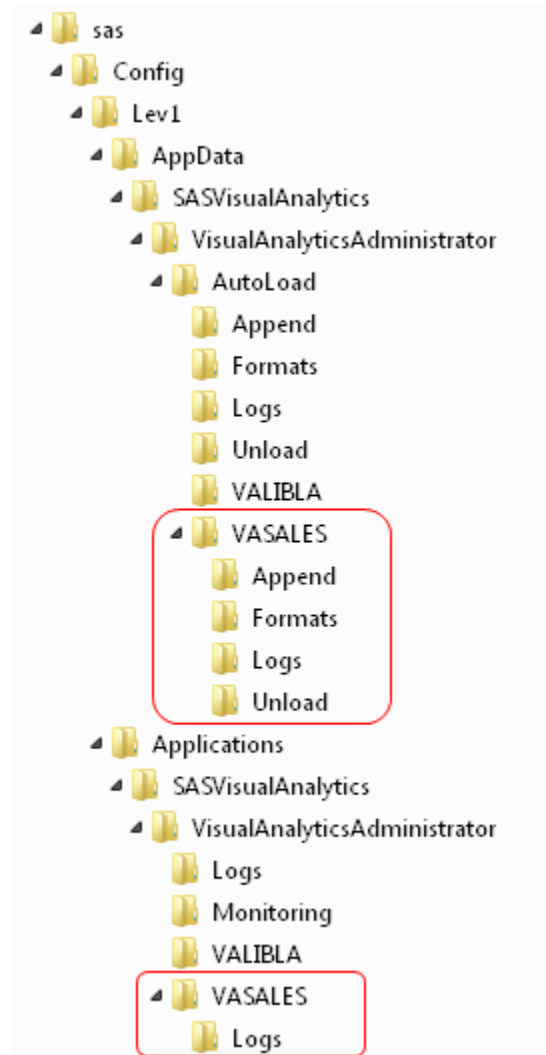 sas
Config
Lev1
AppData
SASVisualAnalytics
VisualAnalyticsAdministrator
AutoLoad
Append
Formats
Logs
Unload
VALIBLA
VASALES
Append
Formats
Logs
Unload
Applications
SASVisualAnalytics
VisualAnalyticsAdministrator
Logs
Monitoring
VALIBLA
VASALES
Logs